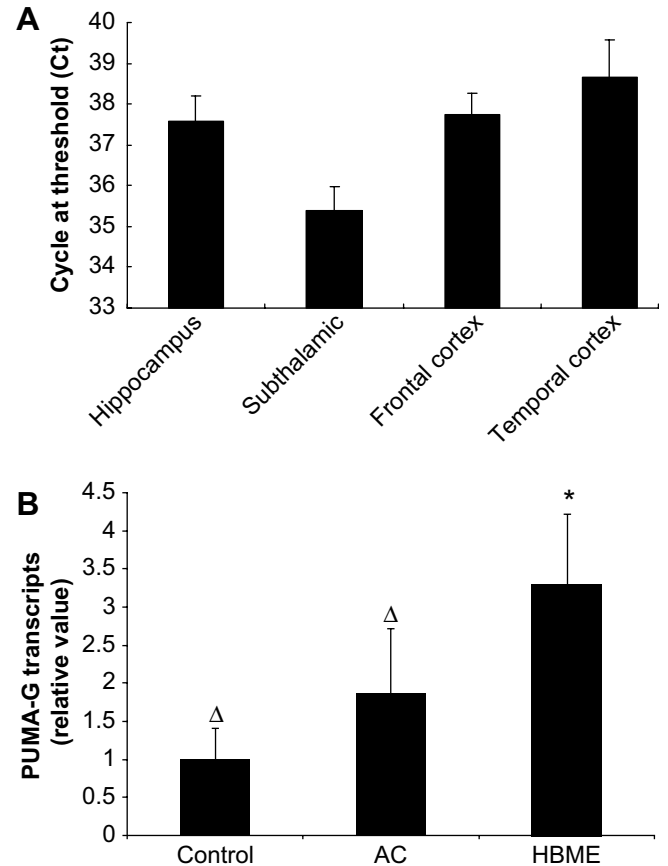 A
Cycle at threshold (Ct)
40
39
38
37
36
35
34
33
Hippocampus
Subthalamic
Frontal cortex
Temporal cortex
B
PUMA-G transcripts
(relative value)
4.5
4
3.5
3
2.5
2
1.5
1
0.5
0
Δ
Δ
*
Control
AC
HBME